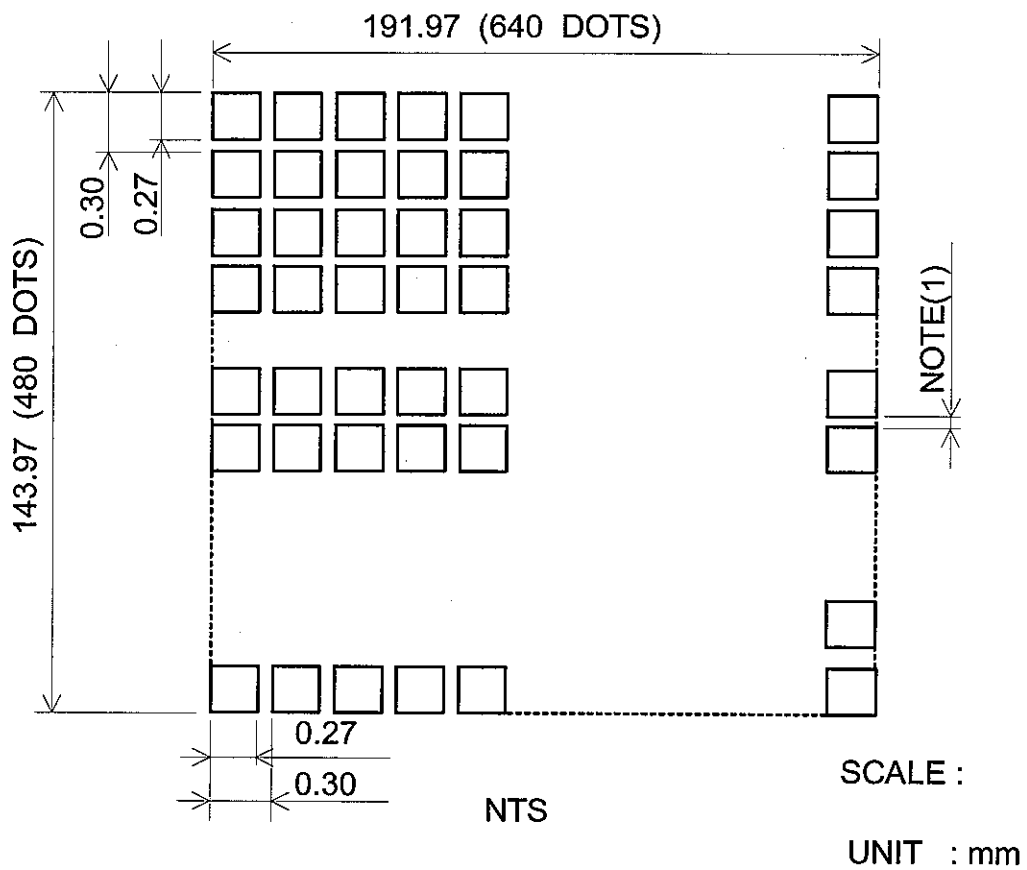 191.97 (640 DOTS)
0.30
0.27
143.97 (480 DOTS)
NOTE(1)
0.27
0.30
NTS
SCALE :
UNIT : mm